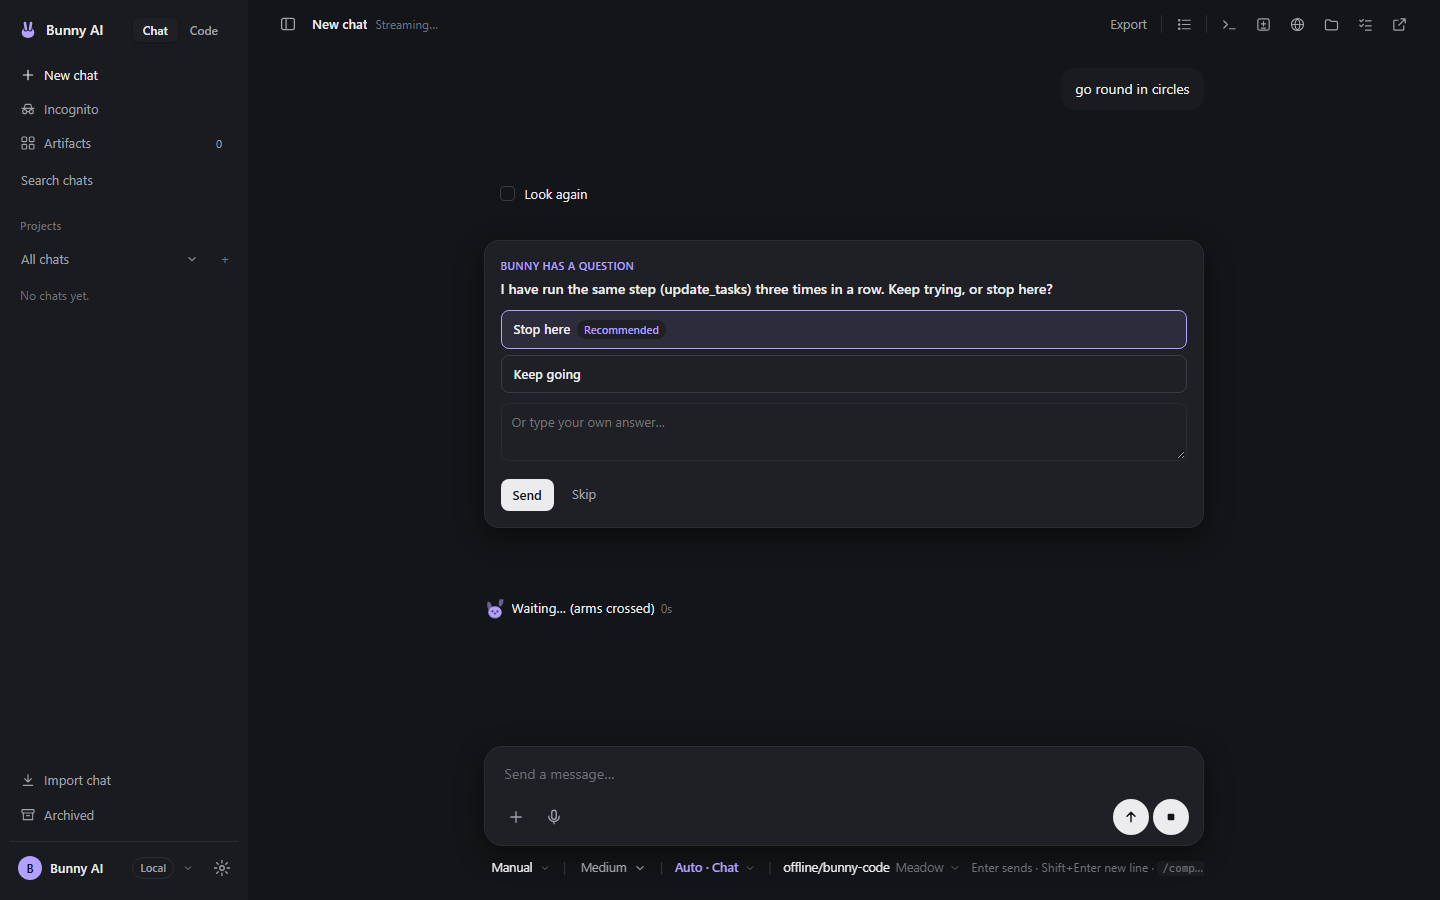 Bunny AI
Chat
Code
New chat
Incognito
Artifacts
0
Search chats
Projects
All chats
+
No chats yet.
Import chat
Archived
B
Bunny AI
Local
New chat
Streaming...
Export
go round in circles
Look again
BUNNY HAS A QUESTION
I have run the same step (update_tasks) three times in a row. Keep trying, or stop here?
Stop here
Recommended
Keep going
Or type your own answer...
Send
Skip
Waiting... (arms crossed)
0s
Send a message...
Manual
Medium
Auto · Chat
offline/bunny-code
Meadow
Enter sends · Shift+Enter new line ·
/comp...